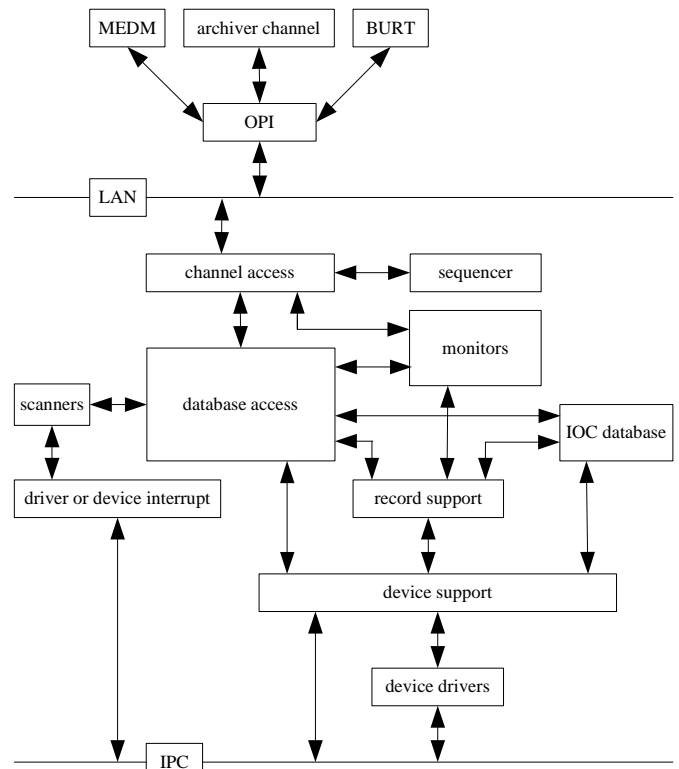 MEDM
archiver channel
BURT
OPI
LAN
channel access
sequencer
monitors
database access
scanners
IOC database
driver or device interrupt
record support
device support
device drivers
IPC